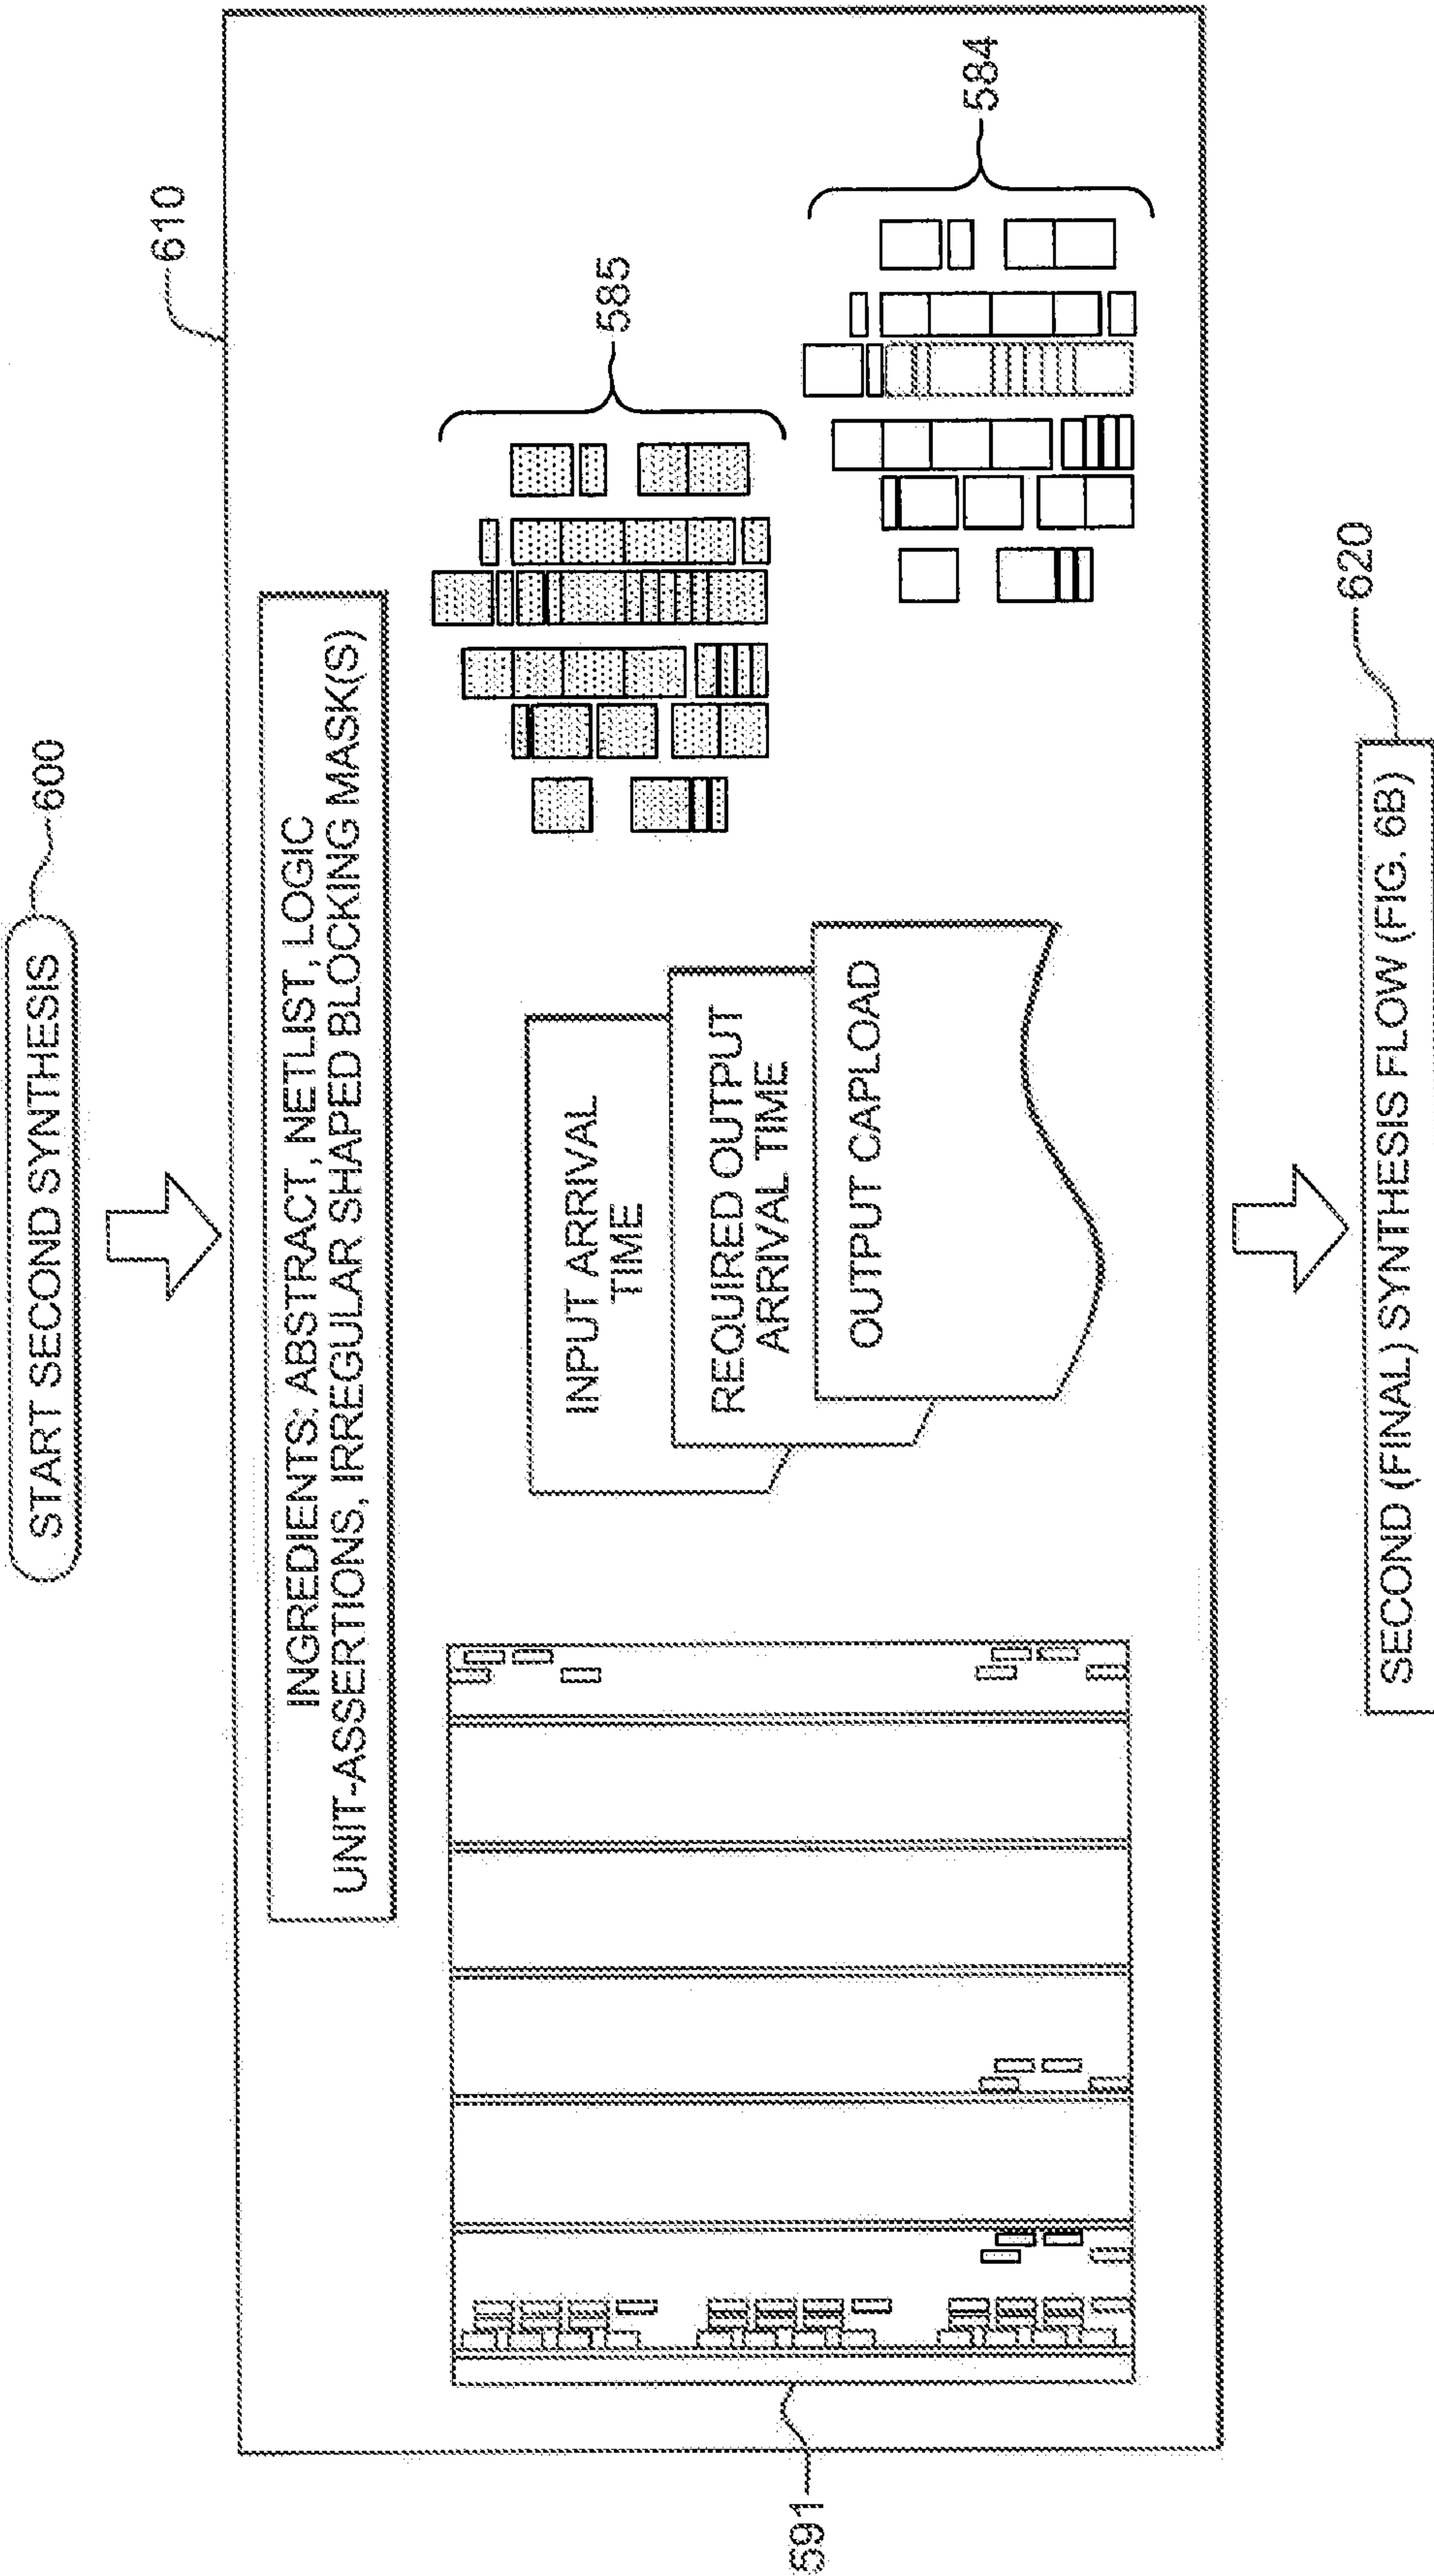 START SECOND SYNTHESIS
600
610
INGREDIENTS: ABSTRACT, NETLIST, LOGIC
UNIT-ASSERTIONS, IRREGULAR SHAPED BLOCKING MASK(S)
591
INPUT ARRIVAL
TIME
REQUIRED OUTPUT
ARRIVAL TIME
OUTPUT CAPLOAD
585
584
SECOND (FINAL) SYNTHESIS FLOW (FIG. 6B)
620